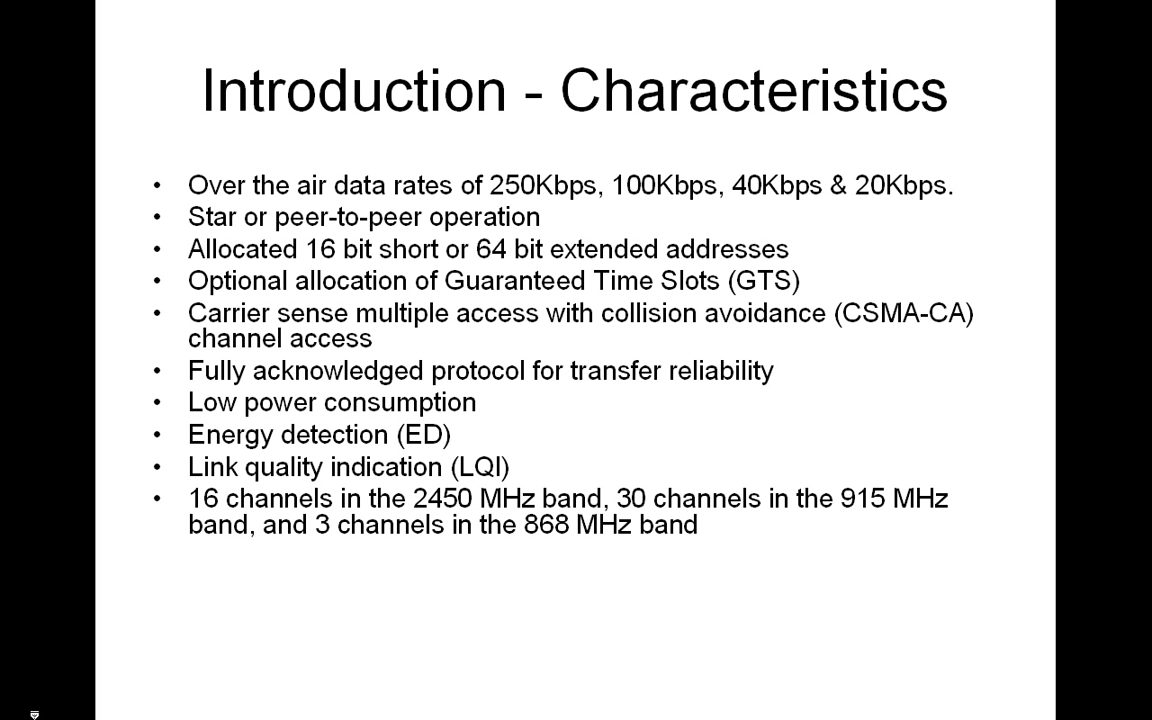 Introduction - Characteristics
• Over the air data rates of 250Kbps, 100Kbps, 40Kbps & 20Kbps.
• Star or peer-to-peer operation
• Allocated 16 bit short or 64 bit extended addresses
• Optional allocation of Guaranteed Time Slots (GTS)
• Carrier sense multiple access with collision avoidance (CSMA-CA)
channel access
• Fully acknowledged protocol for transfer reliability
• Low power consumption
• Energy detection (ED)
• Link quality indication (LQI)
• 16 channels in the 2450 MHz band, 30 channels in the 915 MHz
band, and 3 channels in the 868 MHz band